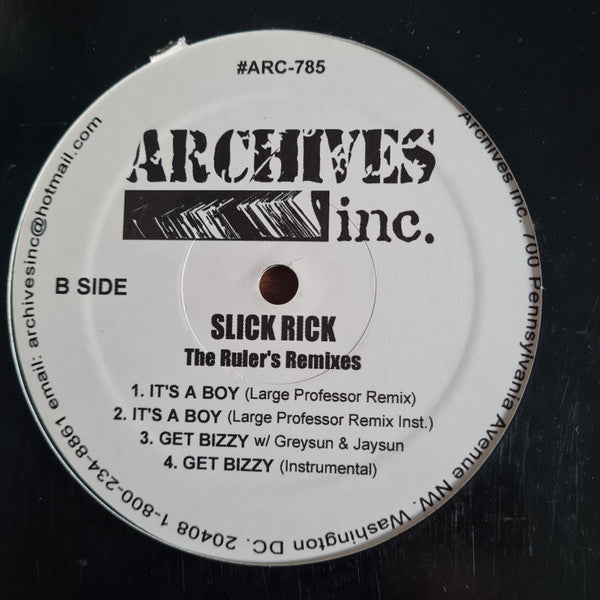 #ARC-785
ARCHIVES
inc.
B SIDE
SLICK RICK
The Ruler's Remixes
1. IT'S A BOY (Large Professor Remix)
2. IT'S A BOY (Large Professor Remix Inst.)
3. GET BIZZY w/ Greysun & Jaysun
4. GET BIZZY (Instrumental)
Archives Inc. 700 Pennsylvania Avenue NW. Washington DC. 20408 1-800-234-8861 email: archivesinc@hotmail.com